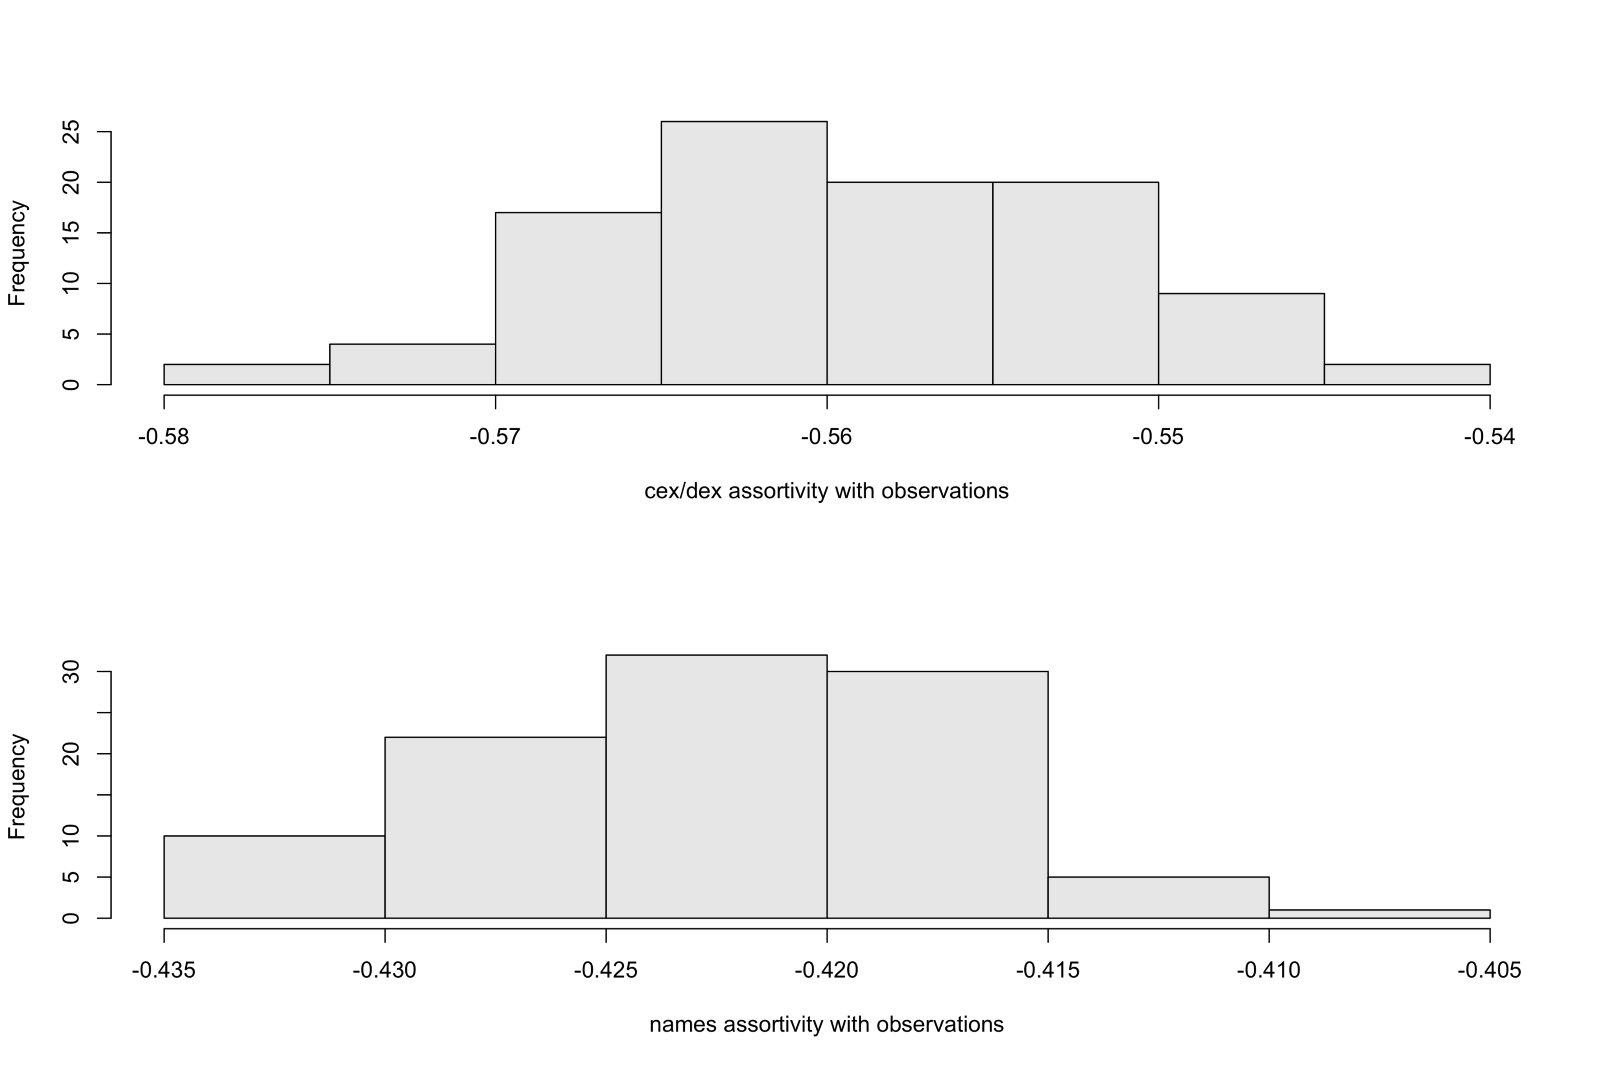 Frequency
25
20
15
10
5
0
-0.58 -0.57 -0.56 -0.55 -0.54
cex/dex assortivity with observations
Frequency
30
20
10
5
0
-0.435 -0.430 -0.425 -0.420 -0.415 -0.410 -0.405
names assortivity with observations